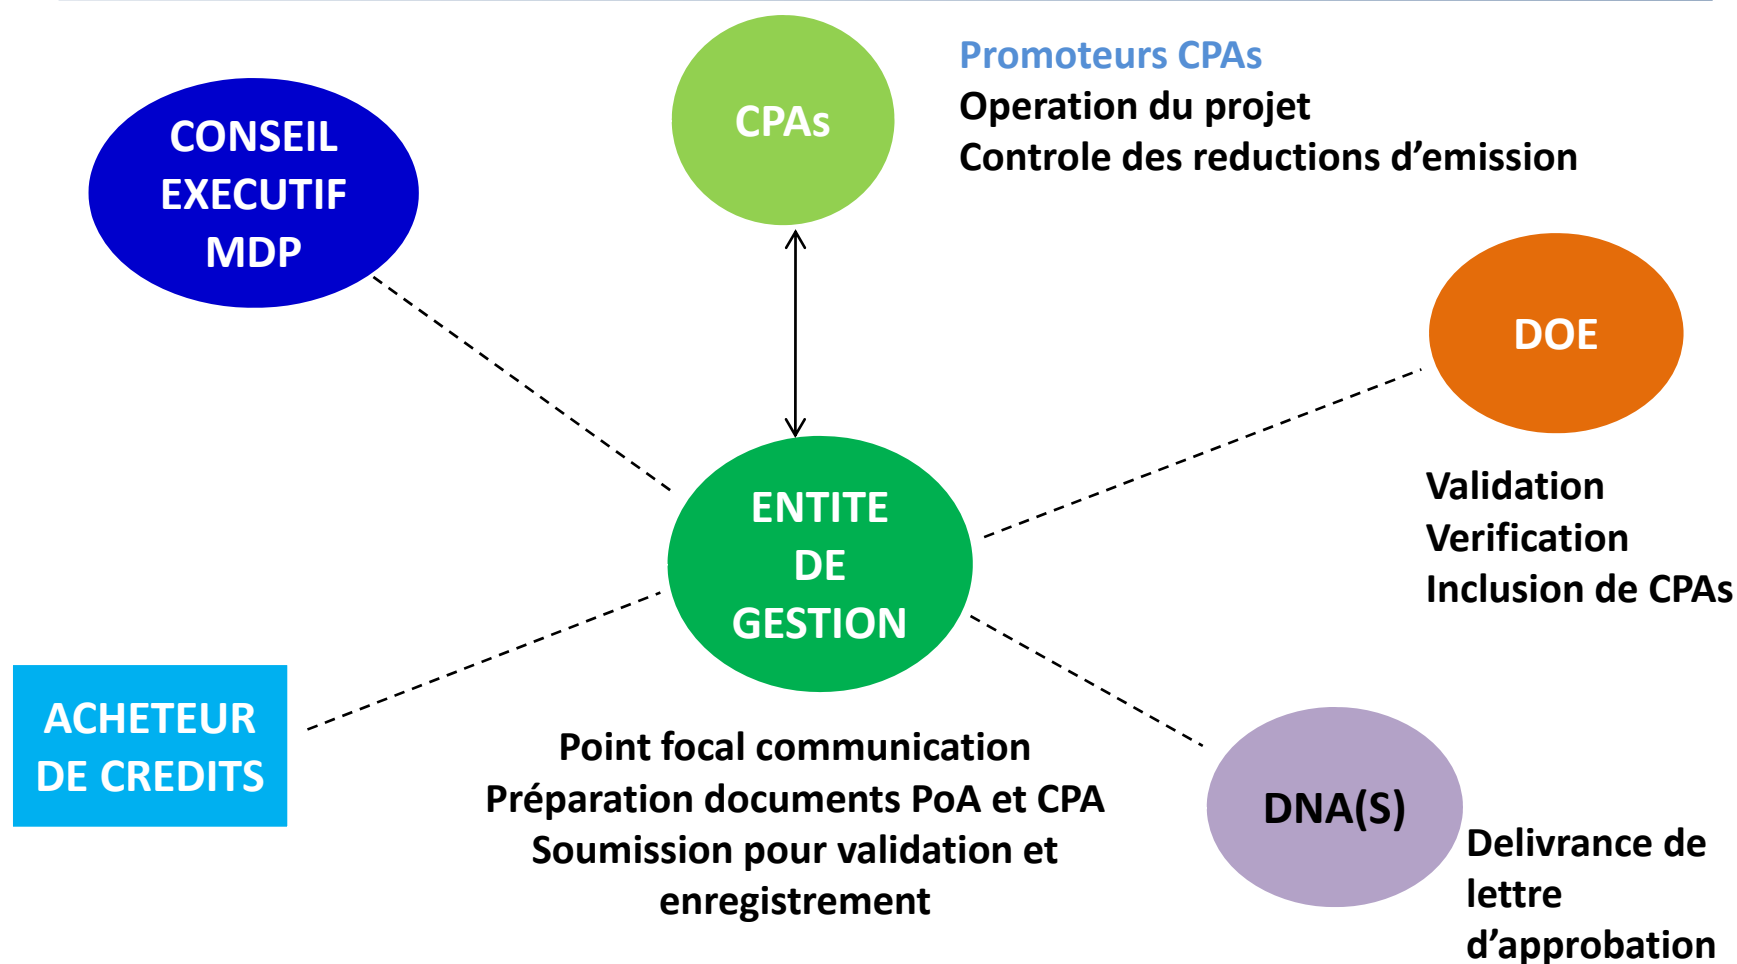 CONSEIL
EXECUTIF
MDP
CPAs
Promoteurs CPAs
Operation du projet
Controle des reductions d’emission
DOE
Validation
Verification
Inclusion de CPAs
ENTITE
DE
GESTION
ACHETEUR
DE CREDITS
Point focal communication
Préparation documents PoA et CPA
Soumission pour validation et
enregistrement
DNA(S)
Delivrance de
lettre
d’approbation